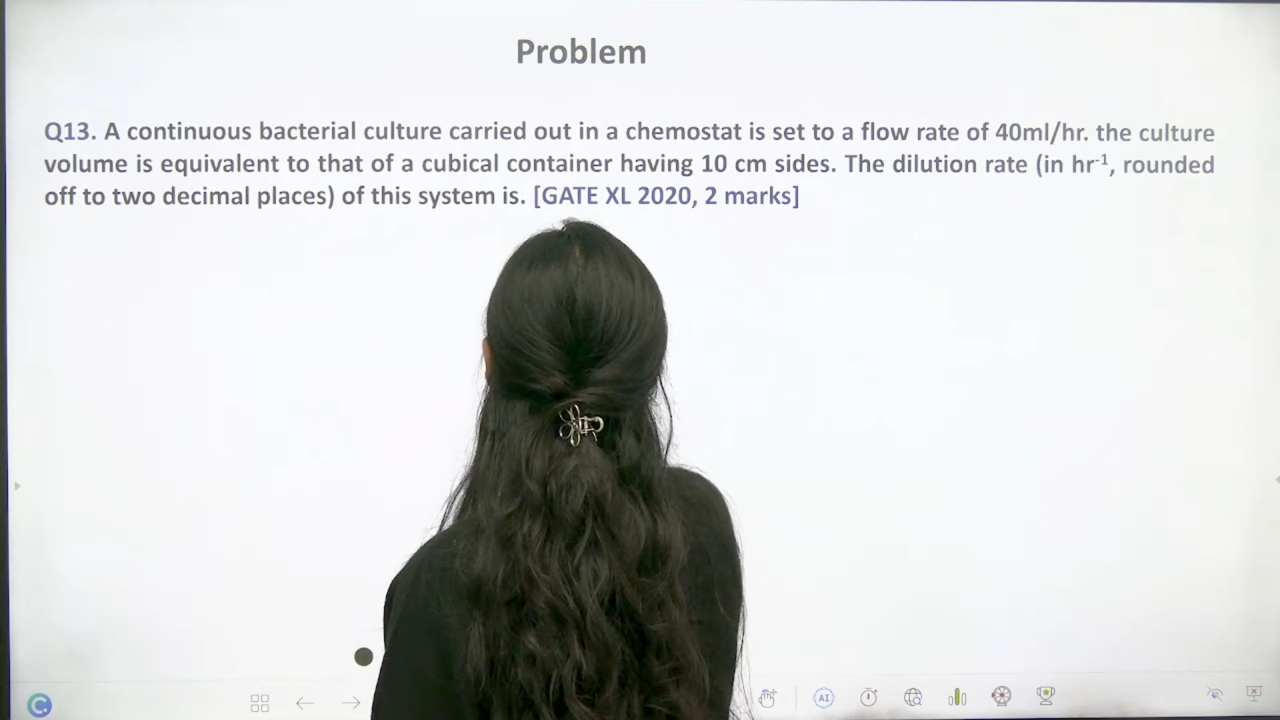 Problem
Q13. A continuous bacterial culture carried out in a chemostat is set to a flow rate of 40ml/hr. the culture
volume is equivalent to that of a cubical container having 10 cm sides. The dilution rate (in hr⁻¹, rounded
off to two decimal places) of this system is. [GATE XL 2020, 2 marks]
AI